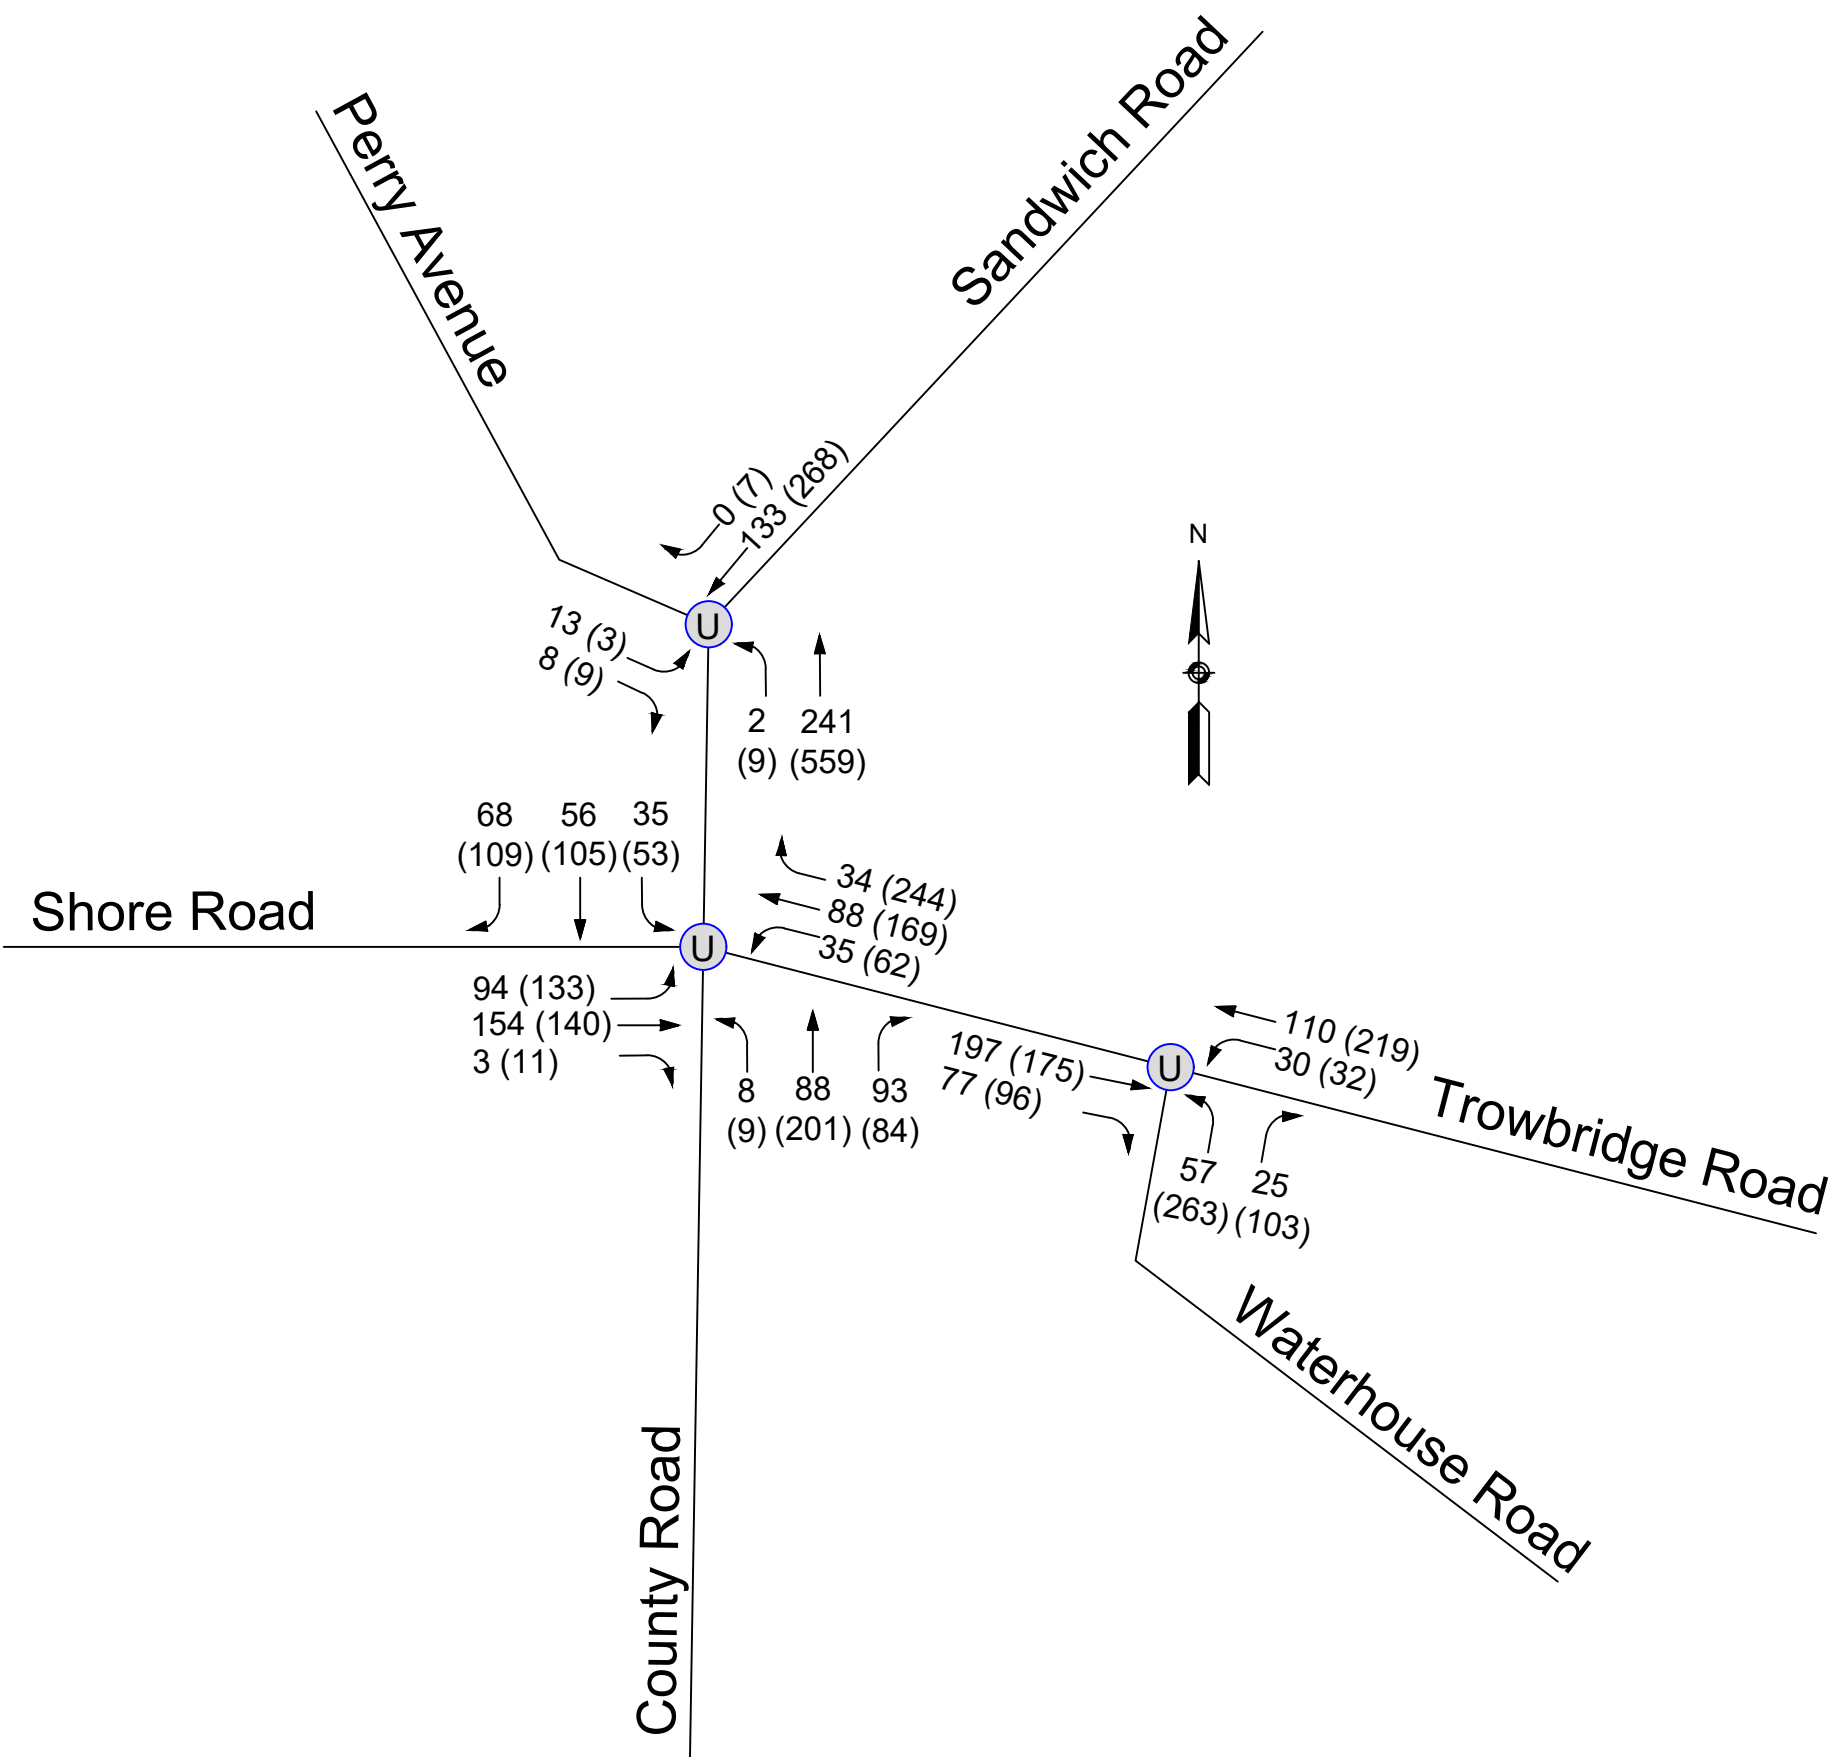 Sandwich Road
Perry Avenue
0 (7)
133 (268)
N
U
13 (3)
8 (9)
2 241
(9) (559)
68 56 35
(109) (105) (53)
34 (244)
88 (169)
35 (62)
Shore Road
U
94 (133)
154 (140)
3 (11)
8 88 93
(9) (201) (84)
197 (175)
77 (96)
U
110 (219)
30 (32)
Trowbridge Road
57 25
(263) (103)
Waterhouse Road
County Road